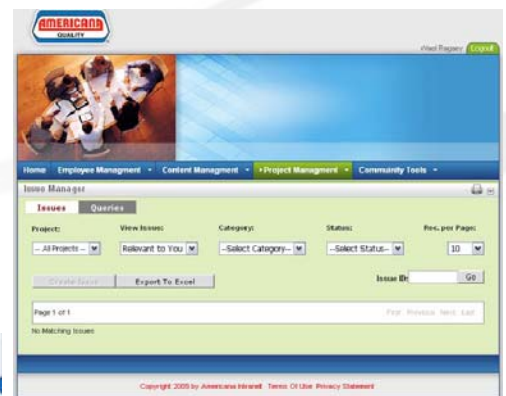 AMERICANA
QUALITY
Logout
Home Employee Managment Content Managment Project Managment Community Tools
Issue Manager
Issues Queries
Project: View Issues: Category: Status: Rec. per Page:
-- All Projects -- Relevant to You --Select Category-- --Select Status-- 10
Create Issue Export To Excel Issue ID: Go
Page 1 of 1 First Previous Next Last
No Matching Issues
Copyright 2005 by Americana Intranet Terms Of Use Privacy Statement